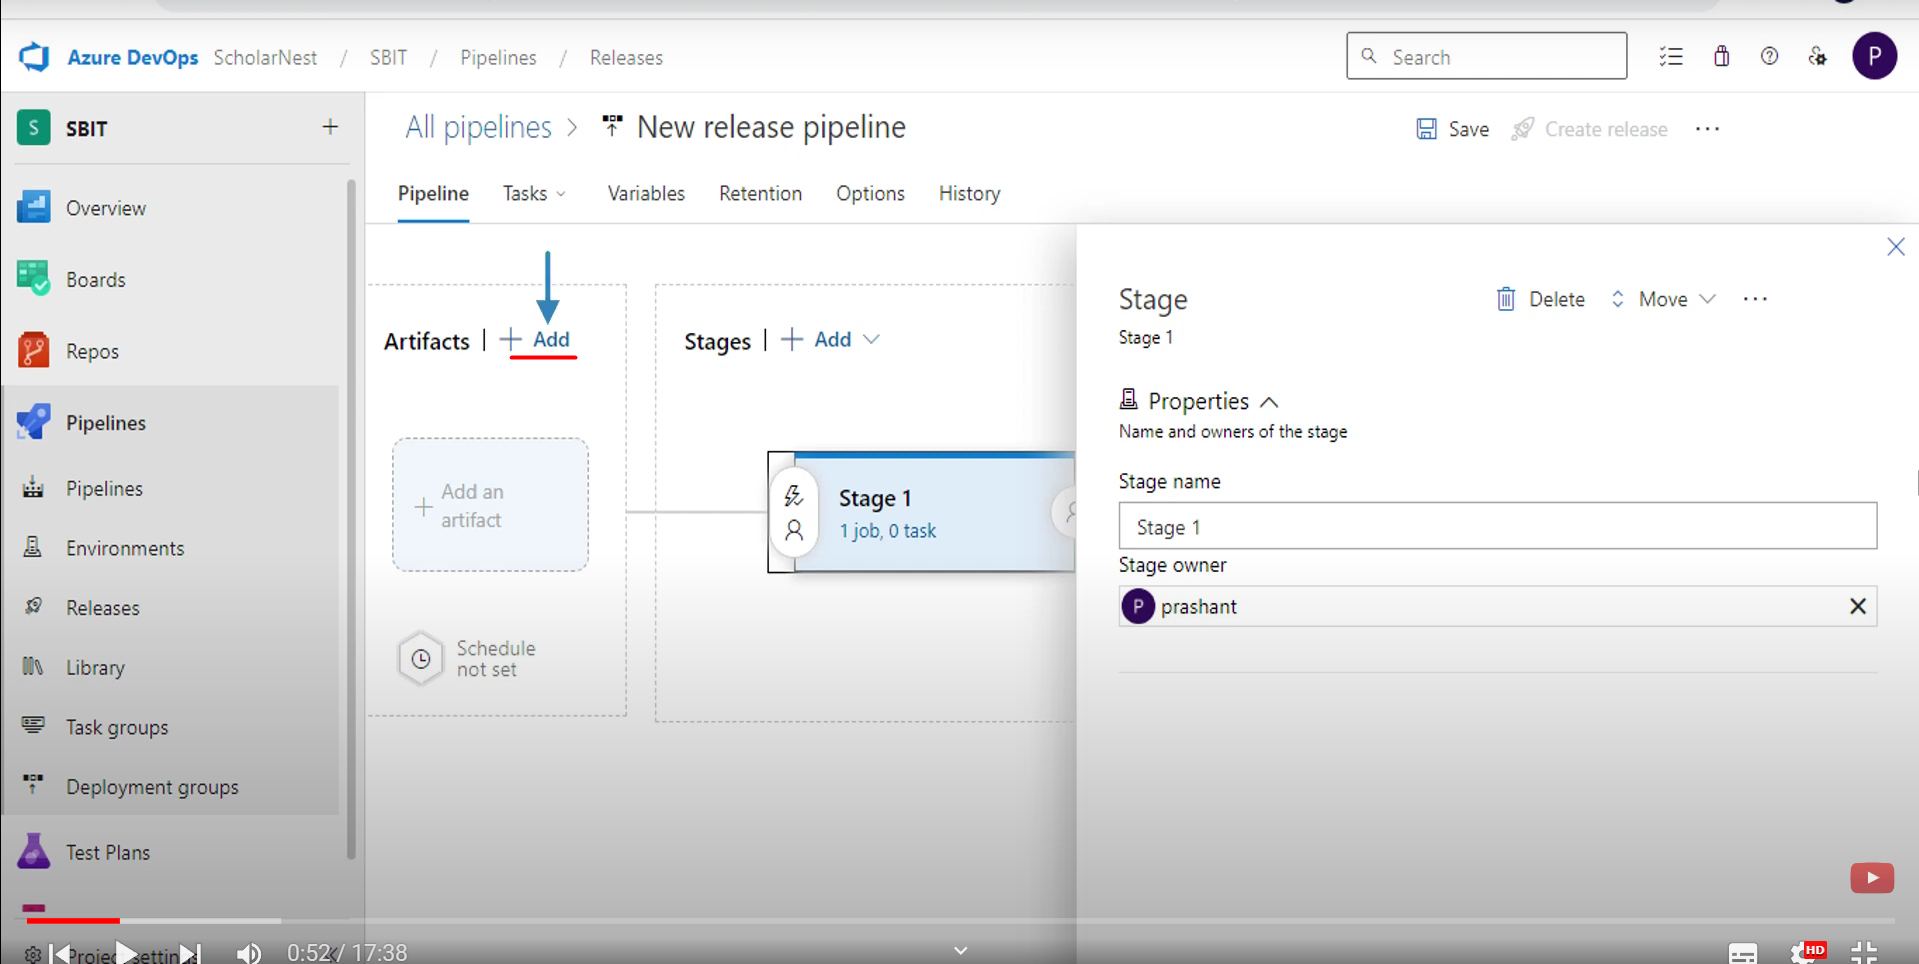 Azure DevOps ScholarNest / SBIT / Pipelines / Releases
Search
P
S SBIT
All pipelines > New release pipeline
Save Create release ...
Overview
Boards
Repos
Pipelines
Pipelines
Environments
Releases
Library
Task groups
Deployment groups
Test Plans
Project settings
Pipeline Tasks Variables Retention Options History
Artifacts | + Add
Stages | + Add
+ Add an
artifact
Schedule
not set
Stage 1
1 job, 0 task
Stage
Delete Move ...
Stage 1
Properties
Name and owners of the stage
Stage name
Stage 1
Stage owner
P prashant
0:52 / 17:38
HD